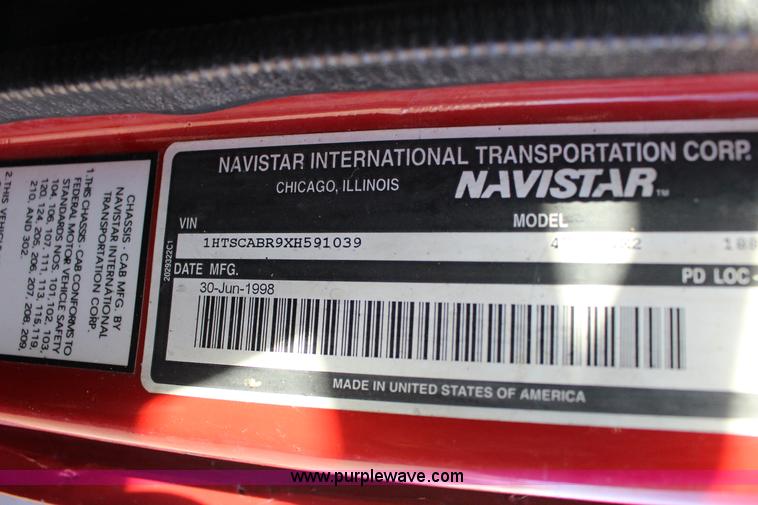 NAVISTAR INTERNATIONAL TRANSPORTATION CORP.
CHICAGO, ILLINOIS NAVISTAR TM
VIN MODEL
1HTSCABR9XH591039
DATE MFG. PD LOC-
30-Jun-1998
MADE IN UNITED STATES OF AMERICA
CHASSIS - CAB MFG. BY
NAVISTAR INTERNATIONAL
TRANSPORTATION CORP.
1. THIS CHASSIS-CAB CONFORMS TO
FEDERAL MOTOR VEHICLE SAFETY
STANDARDS NOS. 101, 102, 103,
104, 106, 107, 111, 113, 115, 119,
120, 124, 205, 206, 207, 208, 209,
210, AND 302.
2. THIS
www.purplewave.com